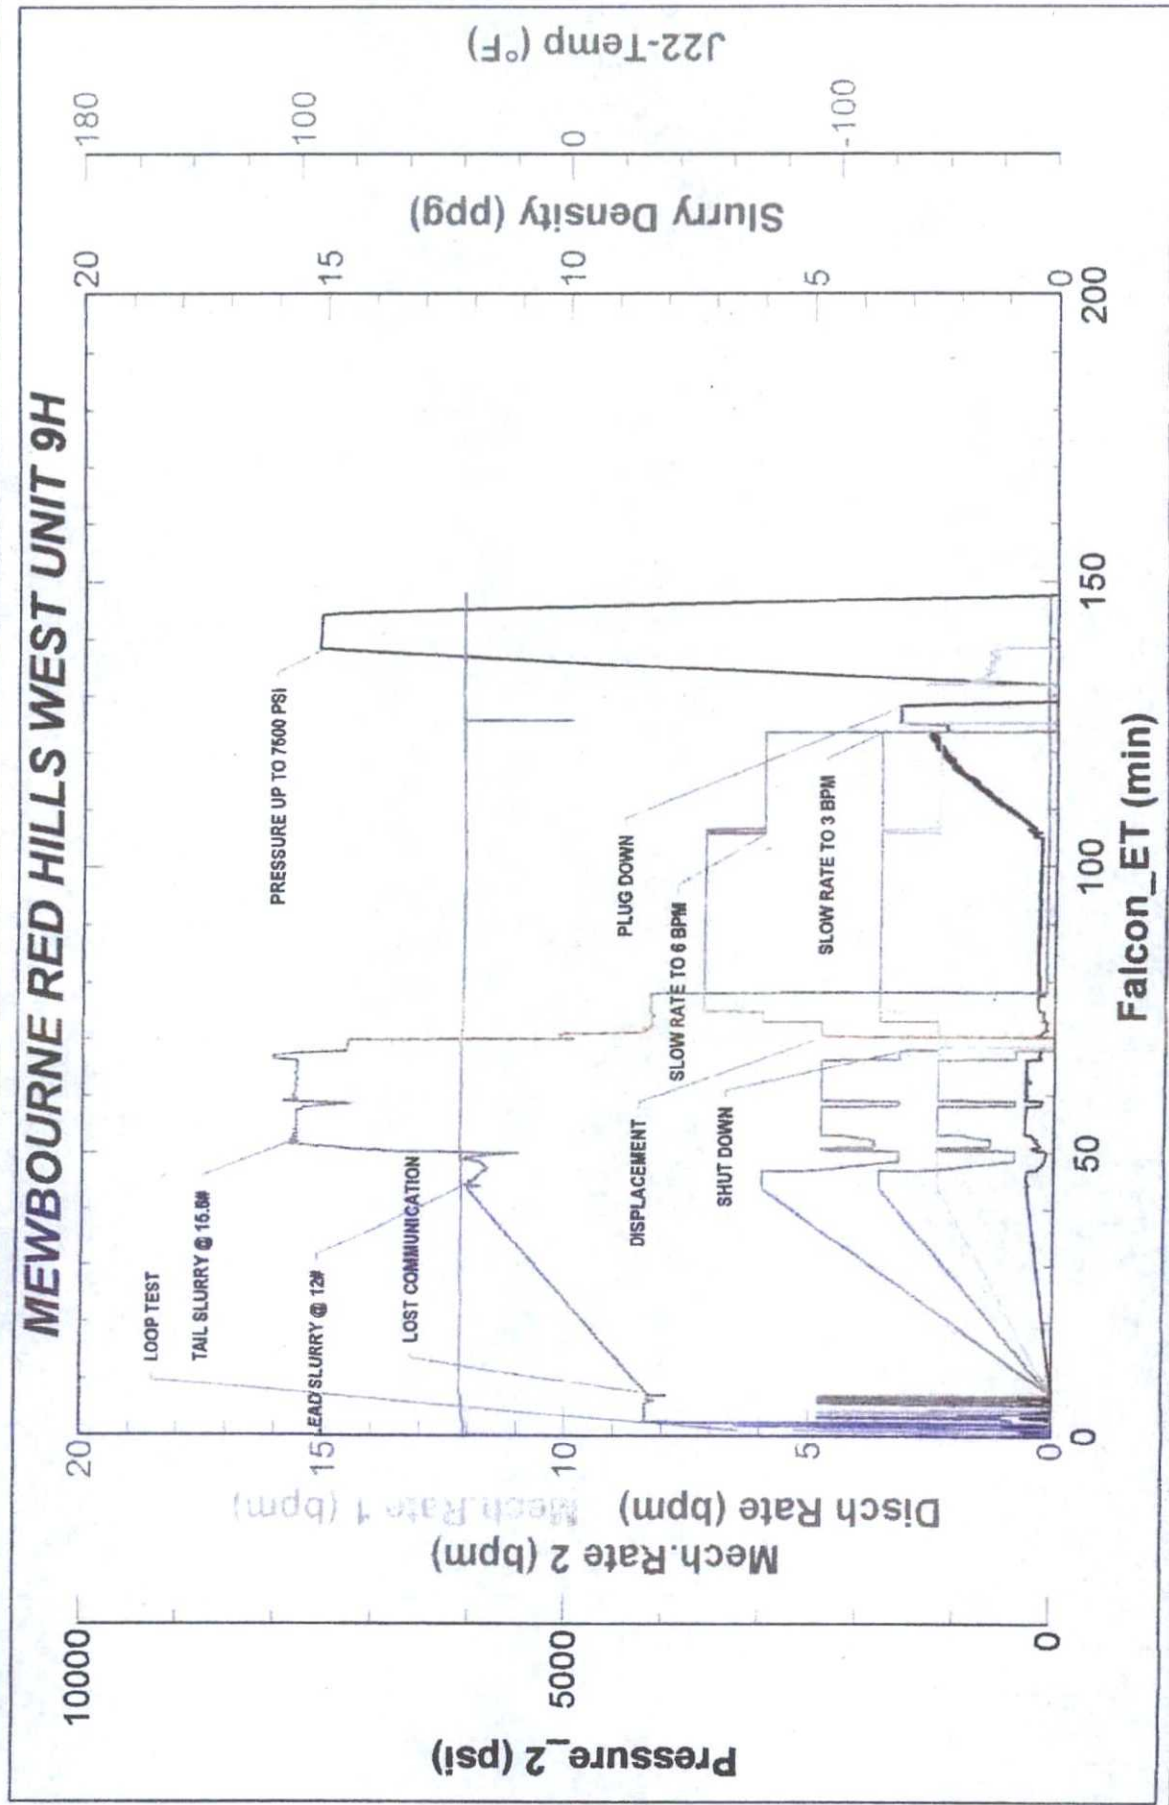 MEWBOURNE RED HILLS WEST UNIT 9H
Pressure_2 (psi)
10000
5000
0
Mech.Rate 2 (bpm)
Mech.Rate 1 (bpm)
Disch Rate (bpm)
20
15
10
5
0
LOOP TEST
TAIL SLURRY @ 15.6#
LEAD SLURRY @ 12#
LOST COMMUNICATION
PRESSURE UP TO 7500 PSI
PLUG DOWN
SLOW RATE TO 6 BPM
SLOW RATE TO 3 BPM
DISPLACEMENT
SHUT DOWN
0
50
100
150
200
Falcon_ET (min)
20
15
10
5
0
Slurry Density (ppg)
180
100
0
-100
J22-Temp (°F)